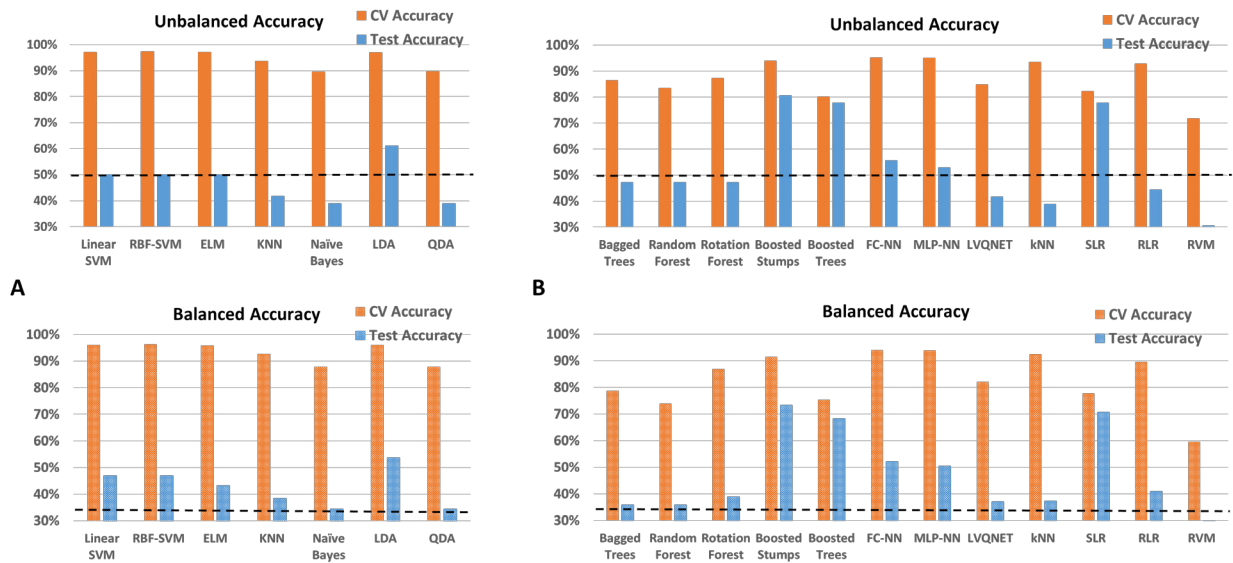 Unbalanced Accuracy
CV Accuracy
Test Accuracy
100%
90%
80%
70%
60%
50%
40%
30%
Linear SVM
RBF-SVM
ELM
KNN
Naïve Bayes
LDA
QDA
A
Balanced Accuracy
CV Accuracy
Test Accuracy
100%
90%
80%
70%
60%
50%
40%
30%
Linear SVM
RBF-SVM
ELM
KNN
Naïve Bayes
LDA
QDA
Unbalanced Accuracy
CV Accuracy
Test Accuracy
100%
90%
80%
70%
60%
50%
40%
30%
Bagged Trees
Random Forest
Rotation Forest
Boosted Stumps
Boosted Trees
FC-NN
MLP-NN
LVQNET
kNN
SLR
RLR
RVM
B
Balanced Accuracy
CV Accuracy
Test Accuracy
100%
90%
80%
70%
60%
50%
40%
30%
Bagged Trees
Random Forest
Rotation Forest
Boosted Stumps
Boosted Trees
FC-NN
MLP-NN
LVQNET
kNN
SLR
RLR
RVM